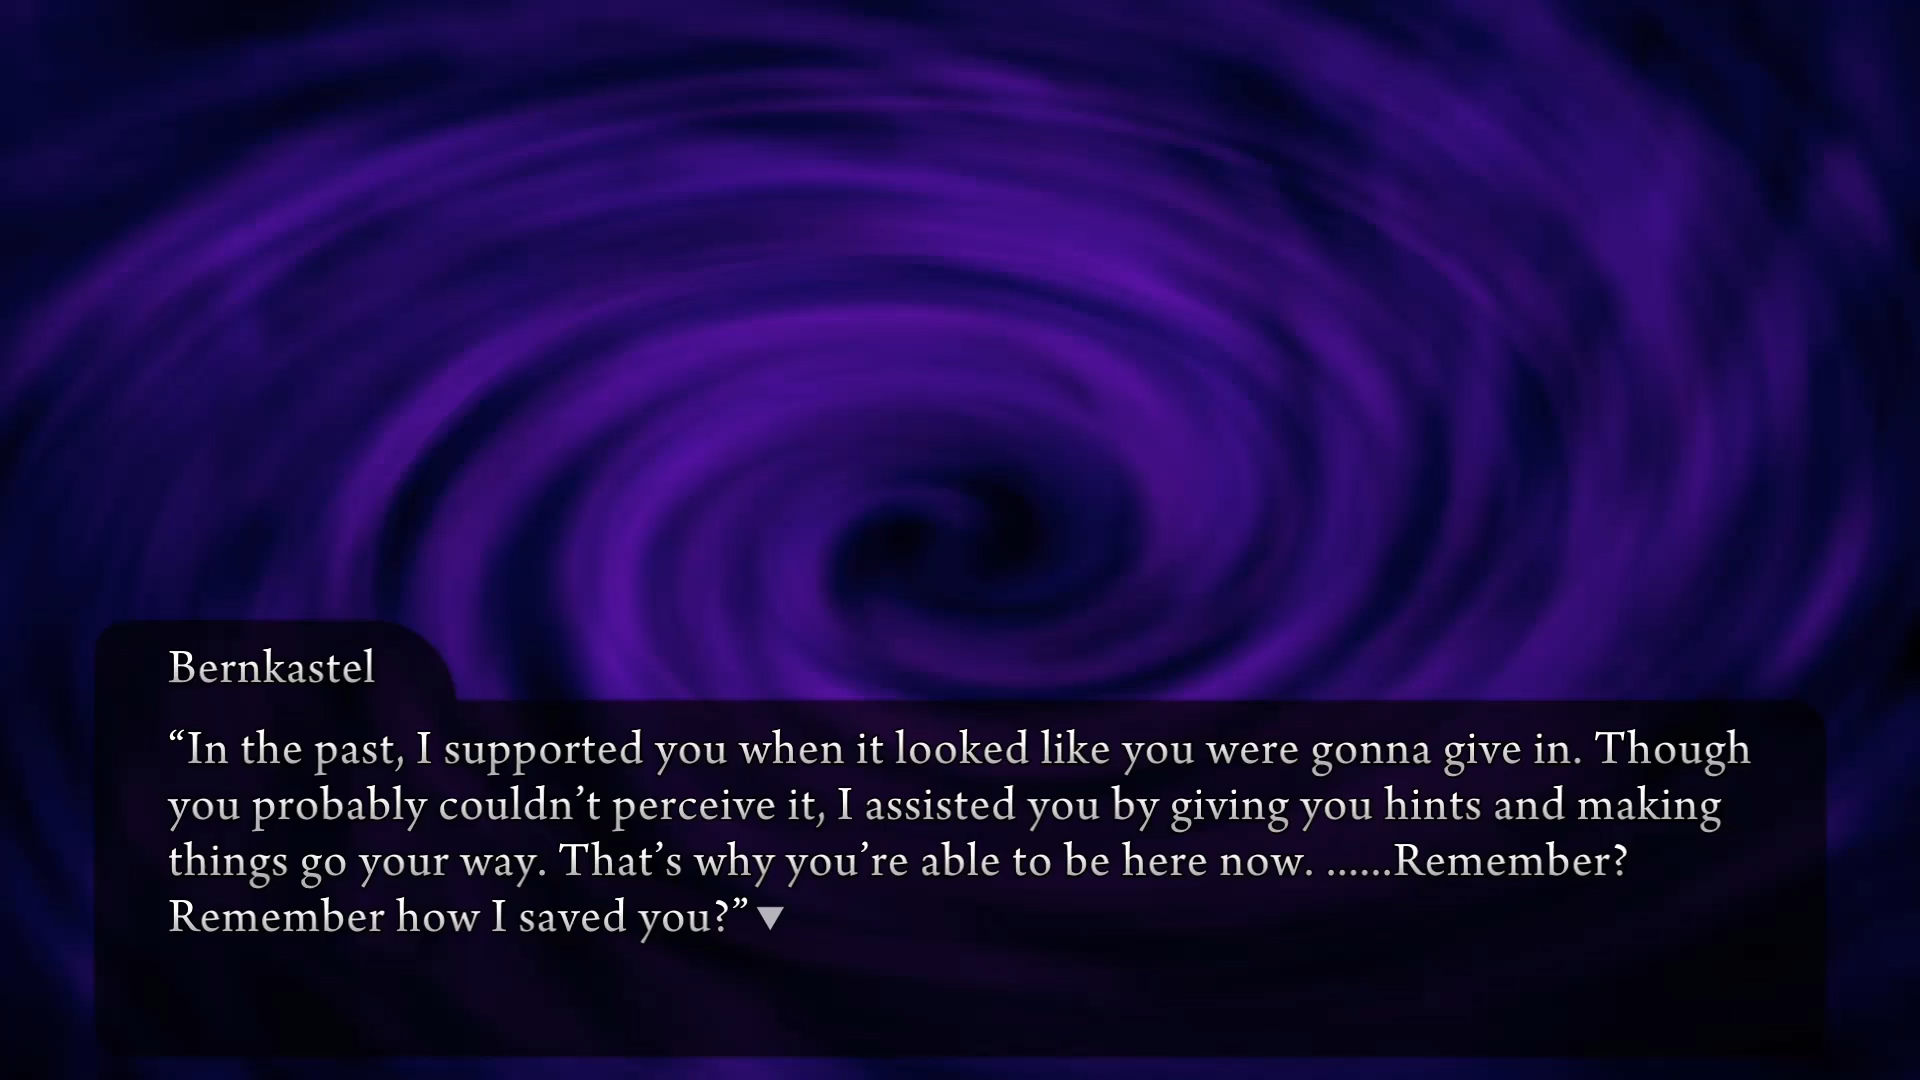 Bernkastel
“In the past, I supported you when it looked like you were gonna give in. Though
you probably couldn’t perceive it, I assisted you by giving you hints and making
things go your way. That’s why you’re able to be here now. ......Remember?
Remember how I saved you?”